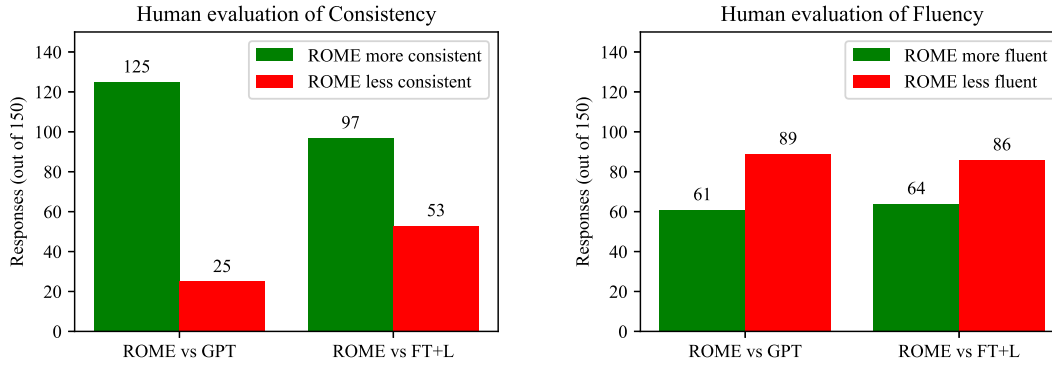 Human evaluation of Consistency
Responses (out of 150)
140
120
100
80
60
40
20
0
ROME more consistent
ROME less consistent
125
25
97
53
ROME vs GPT
ROME vs FT+L
Human evaluation of Fluency
Responses (out of 150)
140
120
100
80
60
40
20
0
ROME more fluent
ROME less fluent
61
89
64
86
ROME vs GPT
ROME vs FT+L